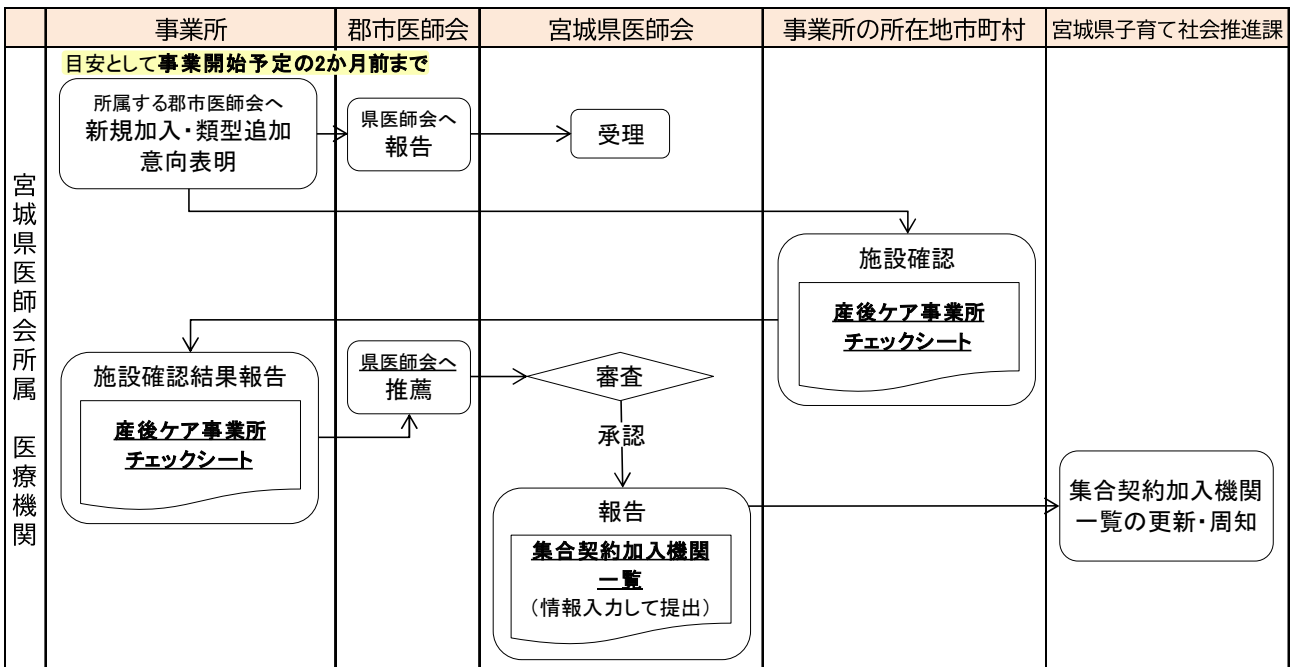 事業所
郡市医師会
宮城県医師会
事業所の所在地市町村
宮城県子育て社会推進課
宮城県医師会所属　医療機関
目安として事業開始予定の2か月前まで
所属する郡市医師会へ
新規加入・類型追加
意向表明
県医師会へ
報告
受理
施設確認
産後ケア事業所
チェックシート
施設確認結果報告
産後ケア事業所
チェックシート
県医師会へ
推薦
審査
承認
報告
集合契約加入機関
一覧
（情報入力して提出）
集合契約加入機関
一覧の更新・周知